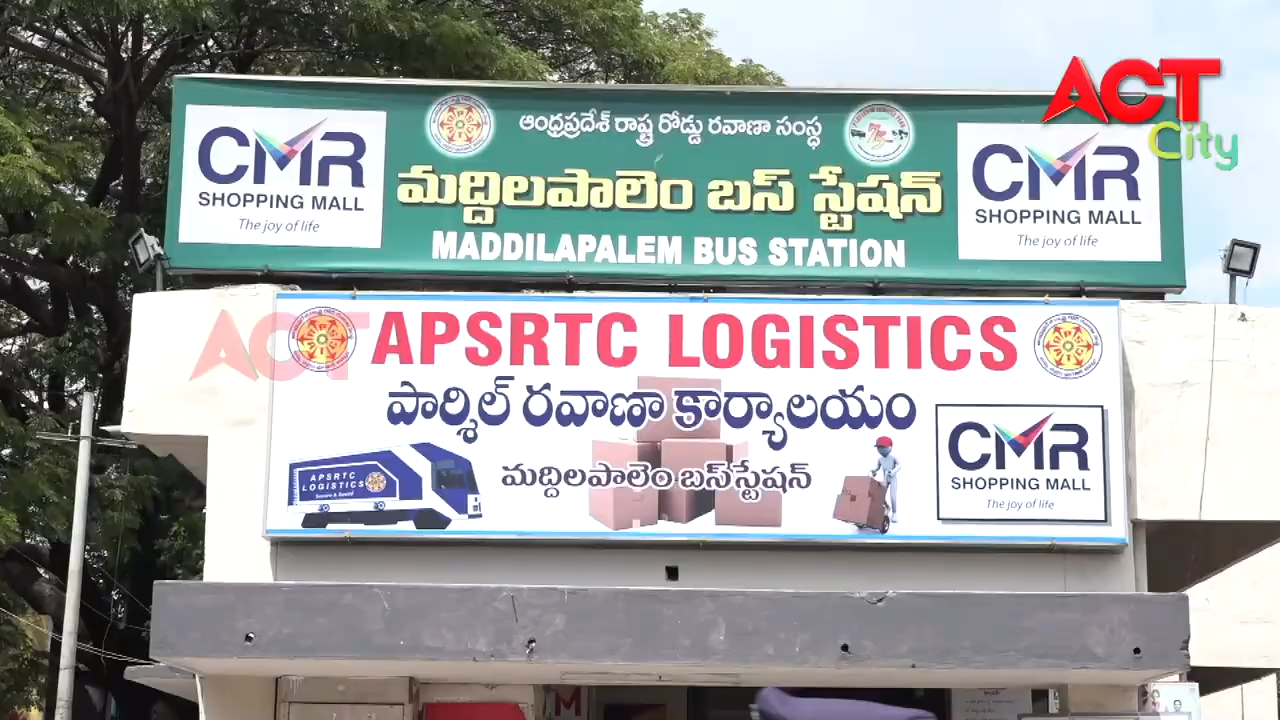 ACT
City
ఆంధ్రప్రదేశ్ రాష్ట్ర రోడ్డు రవాణా సంస్థ
CMR
SHOPPING MALL
The joy of life
మద్దిలపాలెం బస్ స్టేషన్
MADDILAPALEM BUS STATION
CMR
SHOPPING MALL
The joy of life
ACT
APSRTC LOGISTICS
పార్శిల్ రవాణా కార్యాలయం
మద్దిలపాలెం బస్‌స్టేషన్
APSRTC
LOGISTICS
CMR
SHOPPING MALL
The joy of life
M